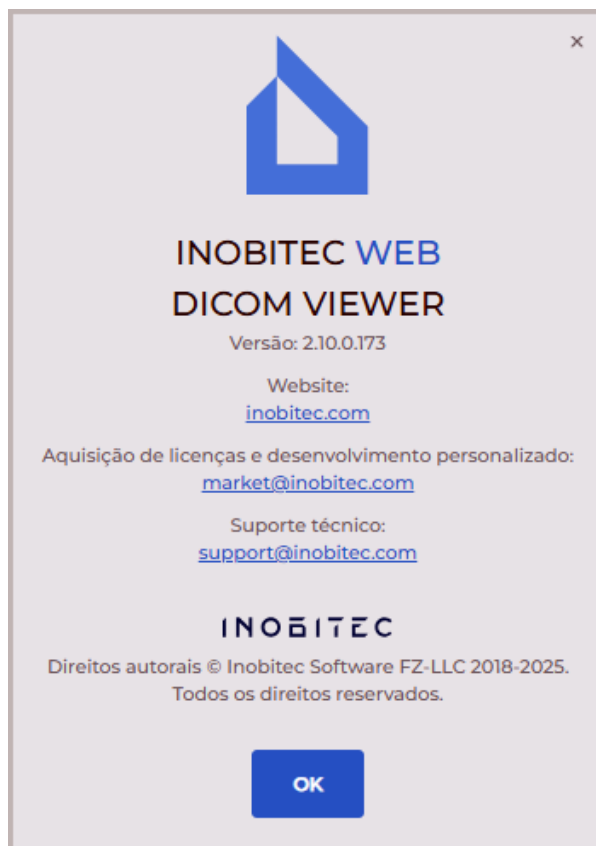 ×
INOBITEC WEB
DICOM VIEWER
Versão: 2.10.0.173
Website:
inobitec.com
Aquisição de licenças e desenvolvimento personalizado:
market@inobitec.com
Suporte técnico:
support@inobitec.com
INOBITEC
Direitos autorais © Inobitec Software FZ-LLC 2018-2025.
Todos os direitos reservados.
OK